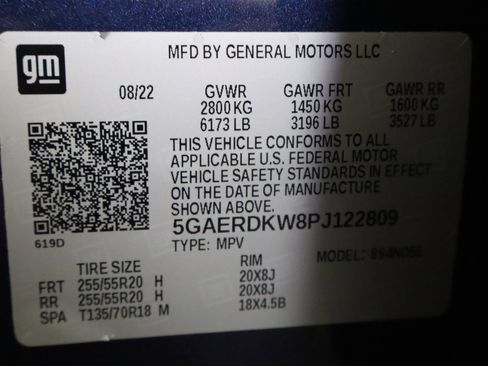 gm
MFD BY GENERAL MOTORS LLC
08/22 GVWR GAWR FRT GAWR RR
2800 KG 1450 KG 1600 KG
6173 LB 3196 LB 3527 LB
THIS VEHICLE CONFORMS TO ALL
APPLICABLE U.S. FEDERAL MOTOR
VEHICLE SAFETY STANDARDS IN EFFECT
ON THE DATE OF MANUFACTURE
SHOWN ABOVE.
619D
5GAERDKW8PJ122809
TYPE: MPV MODEL:
TIRE SIZE RIM
FRT 255/55R20 H 20X8J
RR 255/55R20 H 20X8J
SPA T135/70R18 M 18X4.5B